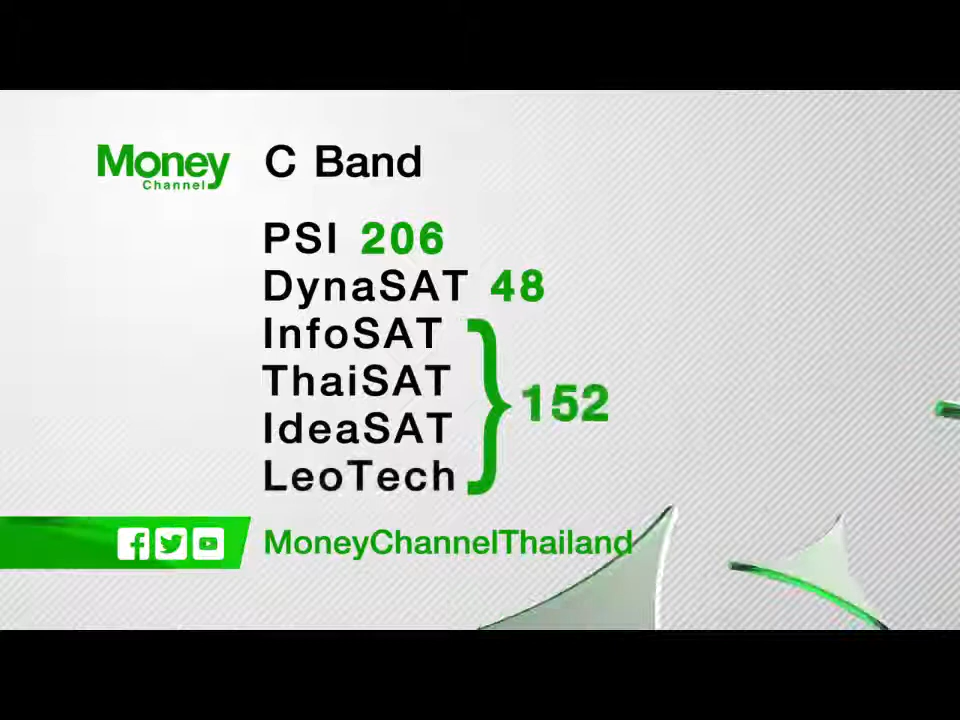 Money
Channel
C Band
PSI 206
DynaSAT 48
InfoSAT
ThaiSAT
IdeaSAT
LeoTech
} 152
MoneyChannelThailand